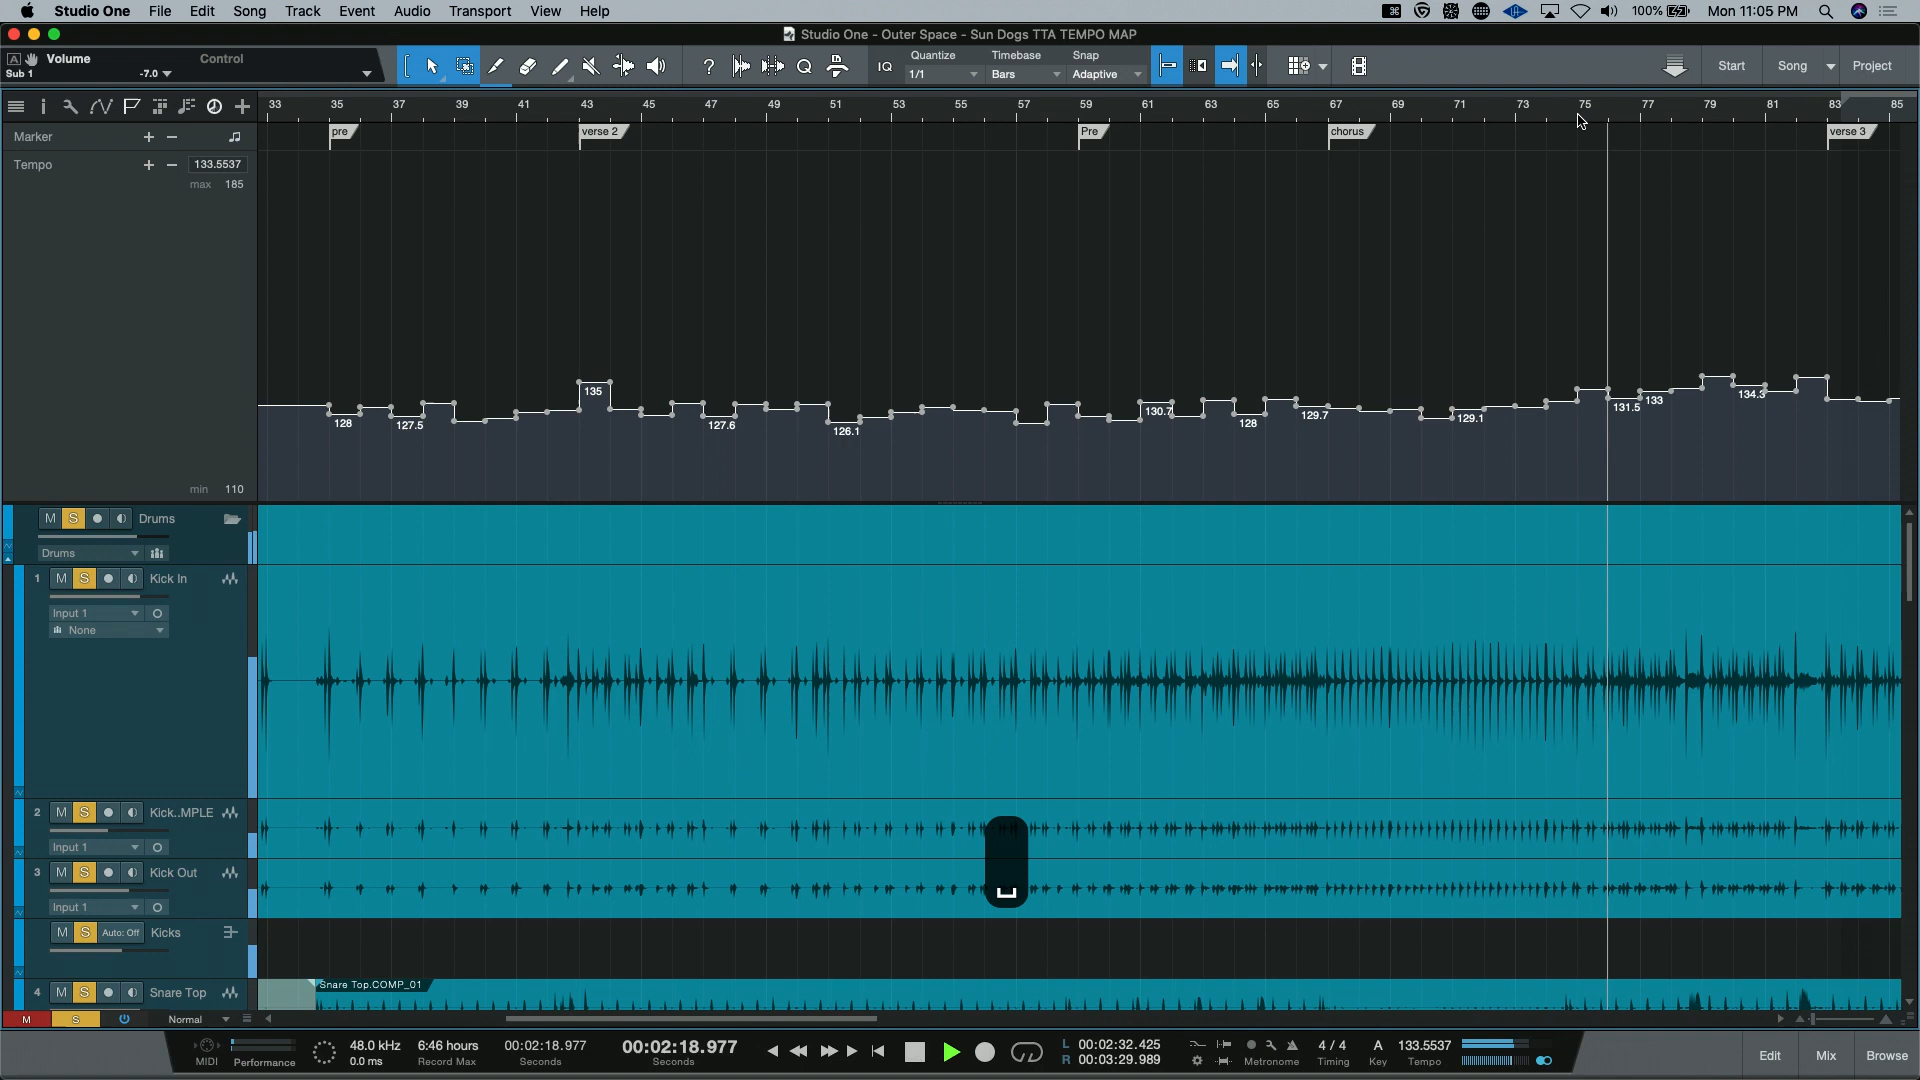 Studio One File Edit Song Track Event Audio Transport View Help 100% Mon 11:05 PM
Studio One - Outer Space - Sun Dogs TTA TEMPO MAP
A Volume Control
Sub 1 -7.0
? Q IQ
Quantize Timebase Snap
1/1 Bars Adaptive
Start Song Project
33 35 37 39 41 43 45 47 49 51 53 55 57 59 61 63 65 67 69 71 73 75 77 79 81 83 85
Marker + − pre verse 2 Pre chorus verse 3
Tempo + − 133.5537
max 185
135
128 127.5 127.6 126.1 130.7 128 129.7 129.1 131.5 133 134.3
min 110
M S Drums
Drums
1 M S Kick In
Input 1
None
2 M S Kick..MPLE
Input 1
3 M S Kick Out
Input 1
M S Auto: Off Kicks
4 M S Snare Top
Snare Top.COMP_01
M S Normal
MIDI Performance
48.0 kHz 6:46 hours 00:02:18.977 00:02:18.977
0.0 ms Record Max Seconds Seconds
L 00:02:32.425
R 00:03:29.989
Metronome
4 / 4 A 133.5537
Timing Key Tempo
Edit Mix Browse